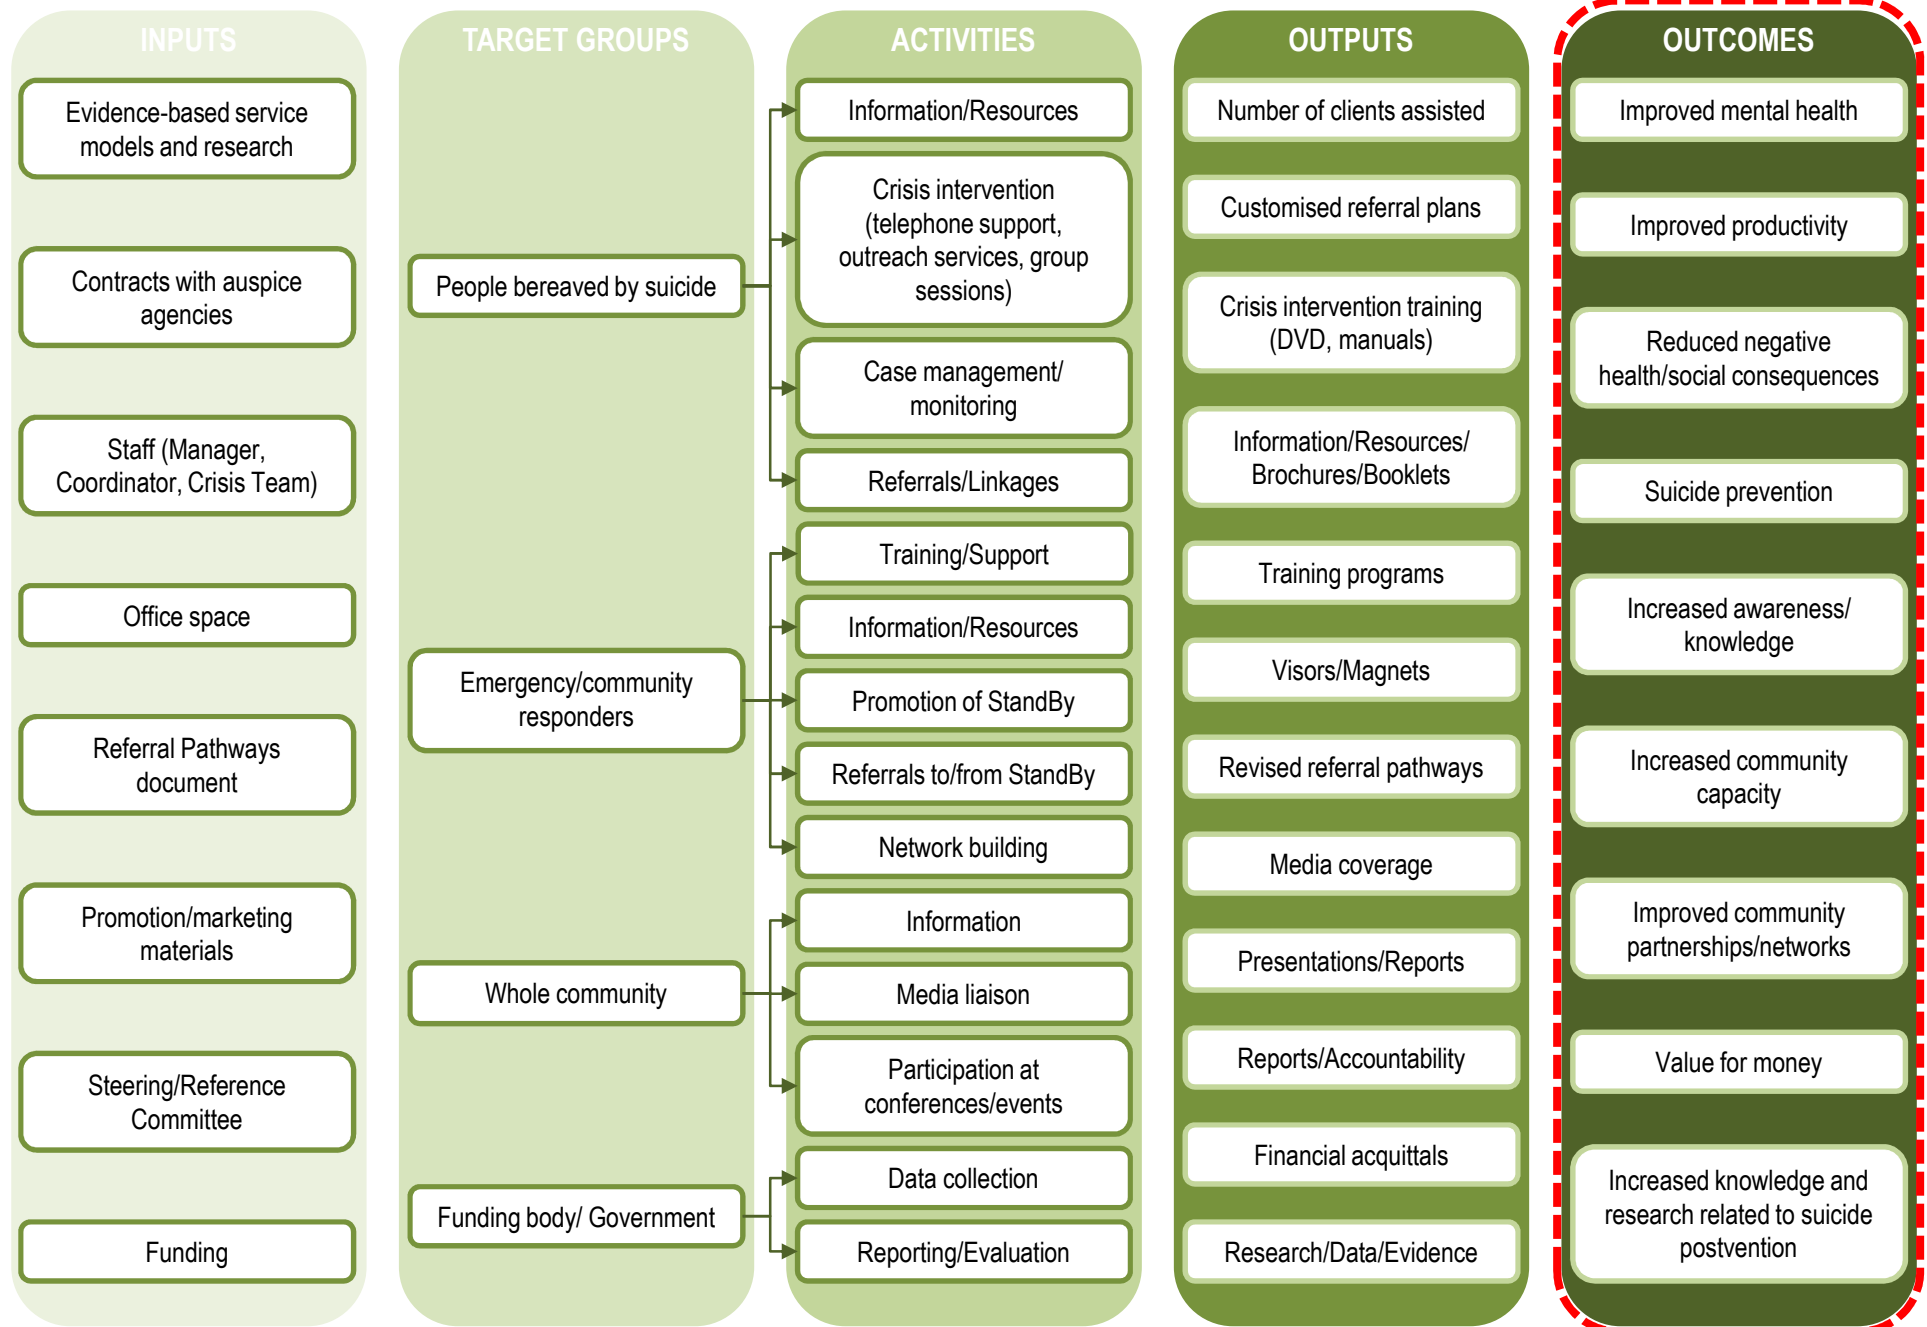 INPUTS
Evidence-based service
models and research
Contracts with auspice
agencies
Staff (Manager,
Coordinator, Crisis Team)
Office space
Referral Pathways
document
Promotion/marketing
materials
Steering/Reference
Committee
Funding
TARGET GROUPS
People bereaved by suicide
Emergency/community
responders
Whole community
Funding body/ Government
ACTIVITIES
Information/Resources
Crisis intervention
(telephone support,
outreach services, group
sessions)
Case management/
monitoring
Referrals/Linkages
Training/Support
Information/Resources
Promotion of StandBy
Referrals to/from StandBy
Network building
Information
Media liaison
Participation at
conferences/events
Data collection
Reporting/Evaluation
OUTPUTS
Number of clients assisted
Customised referral plans
Crisis intervention training
(DVD, manuals)
Information/Resources/
Brochures/Booklets
Training programs
Visors/Magnets
Revised referral pathways
Media coverage
Presentations/Reports
Reports/Accountability
Financial acquittals
Research/Data/Evidence
OUTCOMES
Improved mental health
Improved productivity
Reduced negative
health/social consequences
Suicide prevention
Increased awareness/
knowledge
Increased community
capacity
Improved community
partnerships/networks
Value for money
Increased knowledge and
research related to suicide
postvention